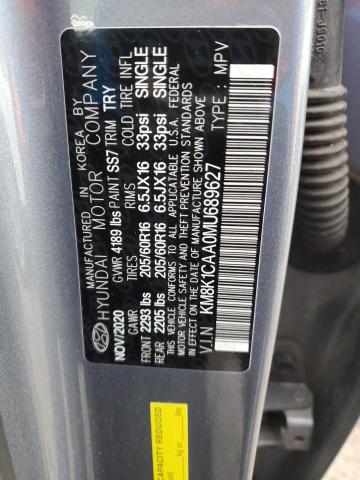 MANUFACTURED IN KOREA BY
HYUNDAI MOTOR COMPANY
NOV/2020 GVWR 4189 lbs PAINT SS7 TRIM TRY
GAWR TIRES RIMS COLD TIRE INFL
FRONT 2293 lbs 205/60R16 6.5JX16 33psi SINGLE
REAR 2205 lbs 205/60R16 6.5JX16 33psi SINGLE
THIS VEHICLE CONFORMS TO ALL APPLICABLE U.S.A. FEDERAL
MOTOR VEHICLE SAFETY AND THEFT PREVENTION STANDARDS
IN EFFECT ON THE DATE OF MANUFACTURE SHOWN ABOVE.
V.I.N : KM8K1CAA0MU689627 TYPE : MPV
CAPACITY REDUCED
kg or lbs